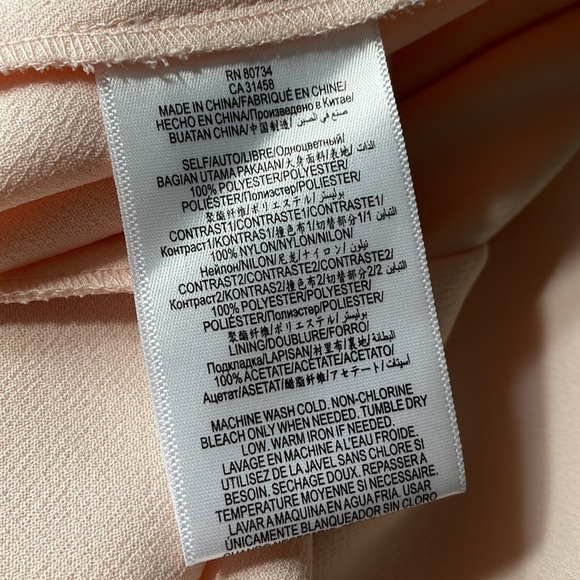 RN 80734
CA 31458
MADE IN CHINA/FABRIQUÉ EN CHINE/
HECHO EN CHINA/Произведено в Китае/
BUATAN CHINA/中国制造/ صنع في الصين/
SELF/AUTO/LIBRE/Одноцветный/
BAGIAN UTAMA PAKAIAN/大身面料/表地/ الذات/
100% POLYESTER/POLYESTER/
POLIÉSTER/Полиэстер/POLIESTER/
聚酯纤维/ポリエステル/ بوليستر/
CONTRAST1/CONTRASTE1/CONTRASTE1/
Контраст1/KONTRAS1/撞色布1/切替部分1/1 التباين/
100% NYLON/NYLON/NILON/
Нейлон/NILON/尼龙/ナイロン/ نيلون/
CONTRAST2/CONTRASTE2/CONTRASTE2/
Контраст2/KONTRAS2/撞色布2/切替部分2/2 التباين/
100% POLYESTER/POLYESTER/
POLIÉSTER/Полиэстер/POLIESTER/
聚酯纤维/ポリエステル/ بوليستر/
LINING/DOUBLURE/FORRO/
Подкладка/LAPISAN/衬里布/裏地/ البطانة/
100% ACETATE/ACÉTATE/ACETATO/
Ацетат/ASETAT/醋酯纤维/アセテート/ أسيتات/
MACHINE WASH COLD. NON-CHLORINE
BLEACH ONLY WHEN NEEDED. TUMBLE DRY
LOW. WARM IRON IF NEEDED.
LAVAGE EN MACHINE A L'EAU FROIDE.
UTILISEZ DE LA JAVEL SANS CHLORE SI
BESOIN. SECHAGE DOUX. REPASSER A
TEMPERATURE MOYENNE SI NECESSAIRE.
LAVAR A MAQUINA EN AGUA FRIA. USAR
ÚNICAMENTE BLANQUEADOR SIN CLORO